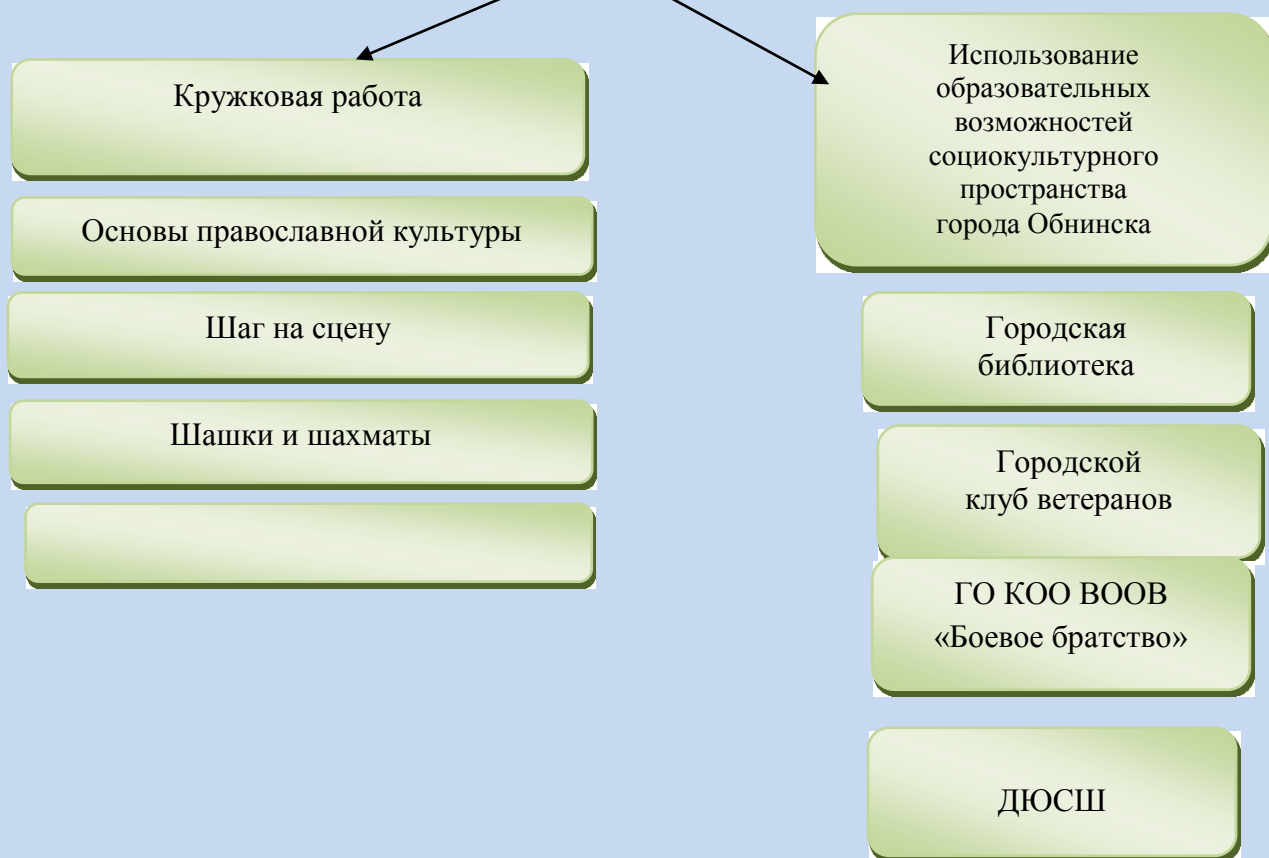 Кружковая работа
Основы православной культуры
Шаг на сцену
Шашки и шахматы
Использование
образовательных
возможностей
социокультурного
пространства
города Обнинска
Городская
библиотека
Городской
клуб ветеранов
ГО КОО ВООВ
«Боевое братство»
ДЮСШ